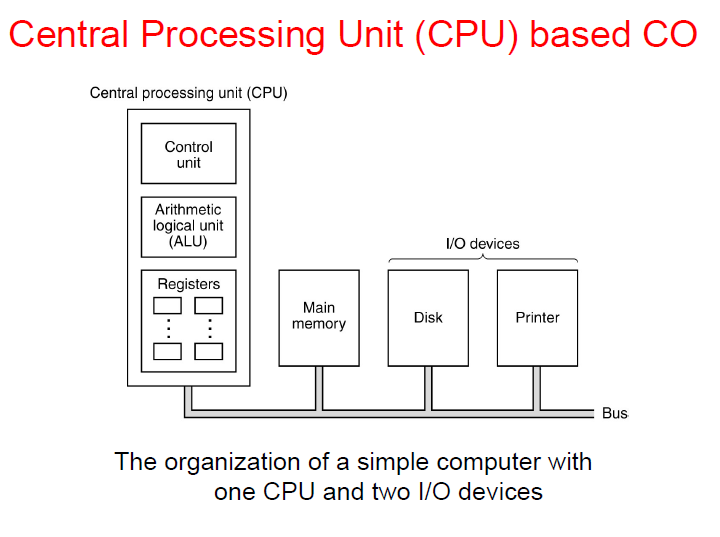 Central Processing Unit (CPU) based CO
Central processing unit (CPU)
Control
unit
Arithmetic
logical unit
(ALU)
Registers
I/O devices
Main
memory
Disk
Printer
Bus
The organization of a simple computer with
one CPU and two I/O devices